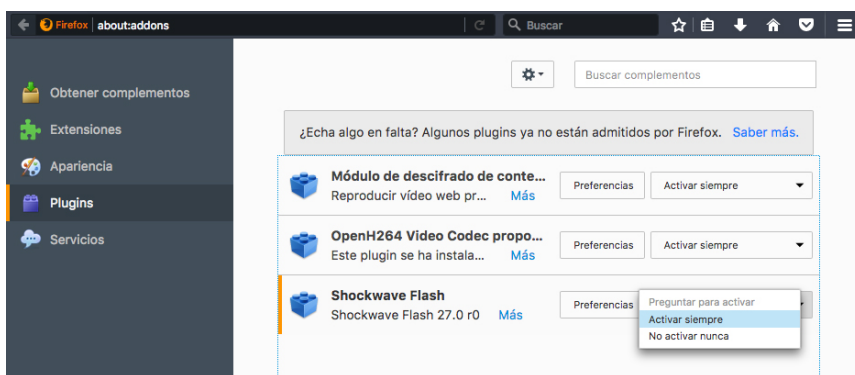 Firefox about:addons Buscar
Buscar complementos
Obtener complementos
Extensiones
Apariencia
Plugins
Servicios
¿Echa algo en falta? Algunos plugins ya no están admitidos por Firefox. Saber más.
Módulo de descifrado de conte...
Reproducir vídeo web pr... Más
Preferencias Activar siempre
OpenH264 Video Codec propo...
Este plugin se ha instala... Más
Preferencias Activar siempre
Shockwave Flash
Shockwave Flash 27.0 r0 Más
Preferencias
Preguntar para activar
Activar siempre
No activar nunca